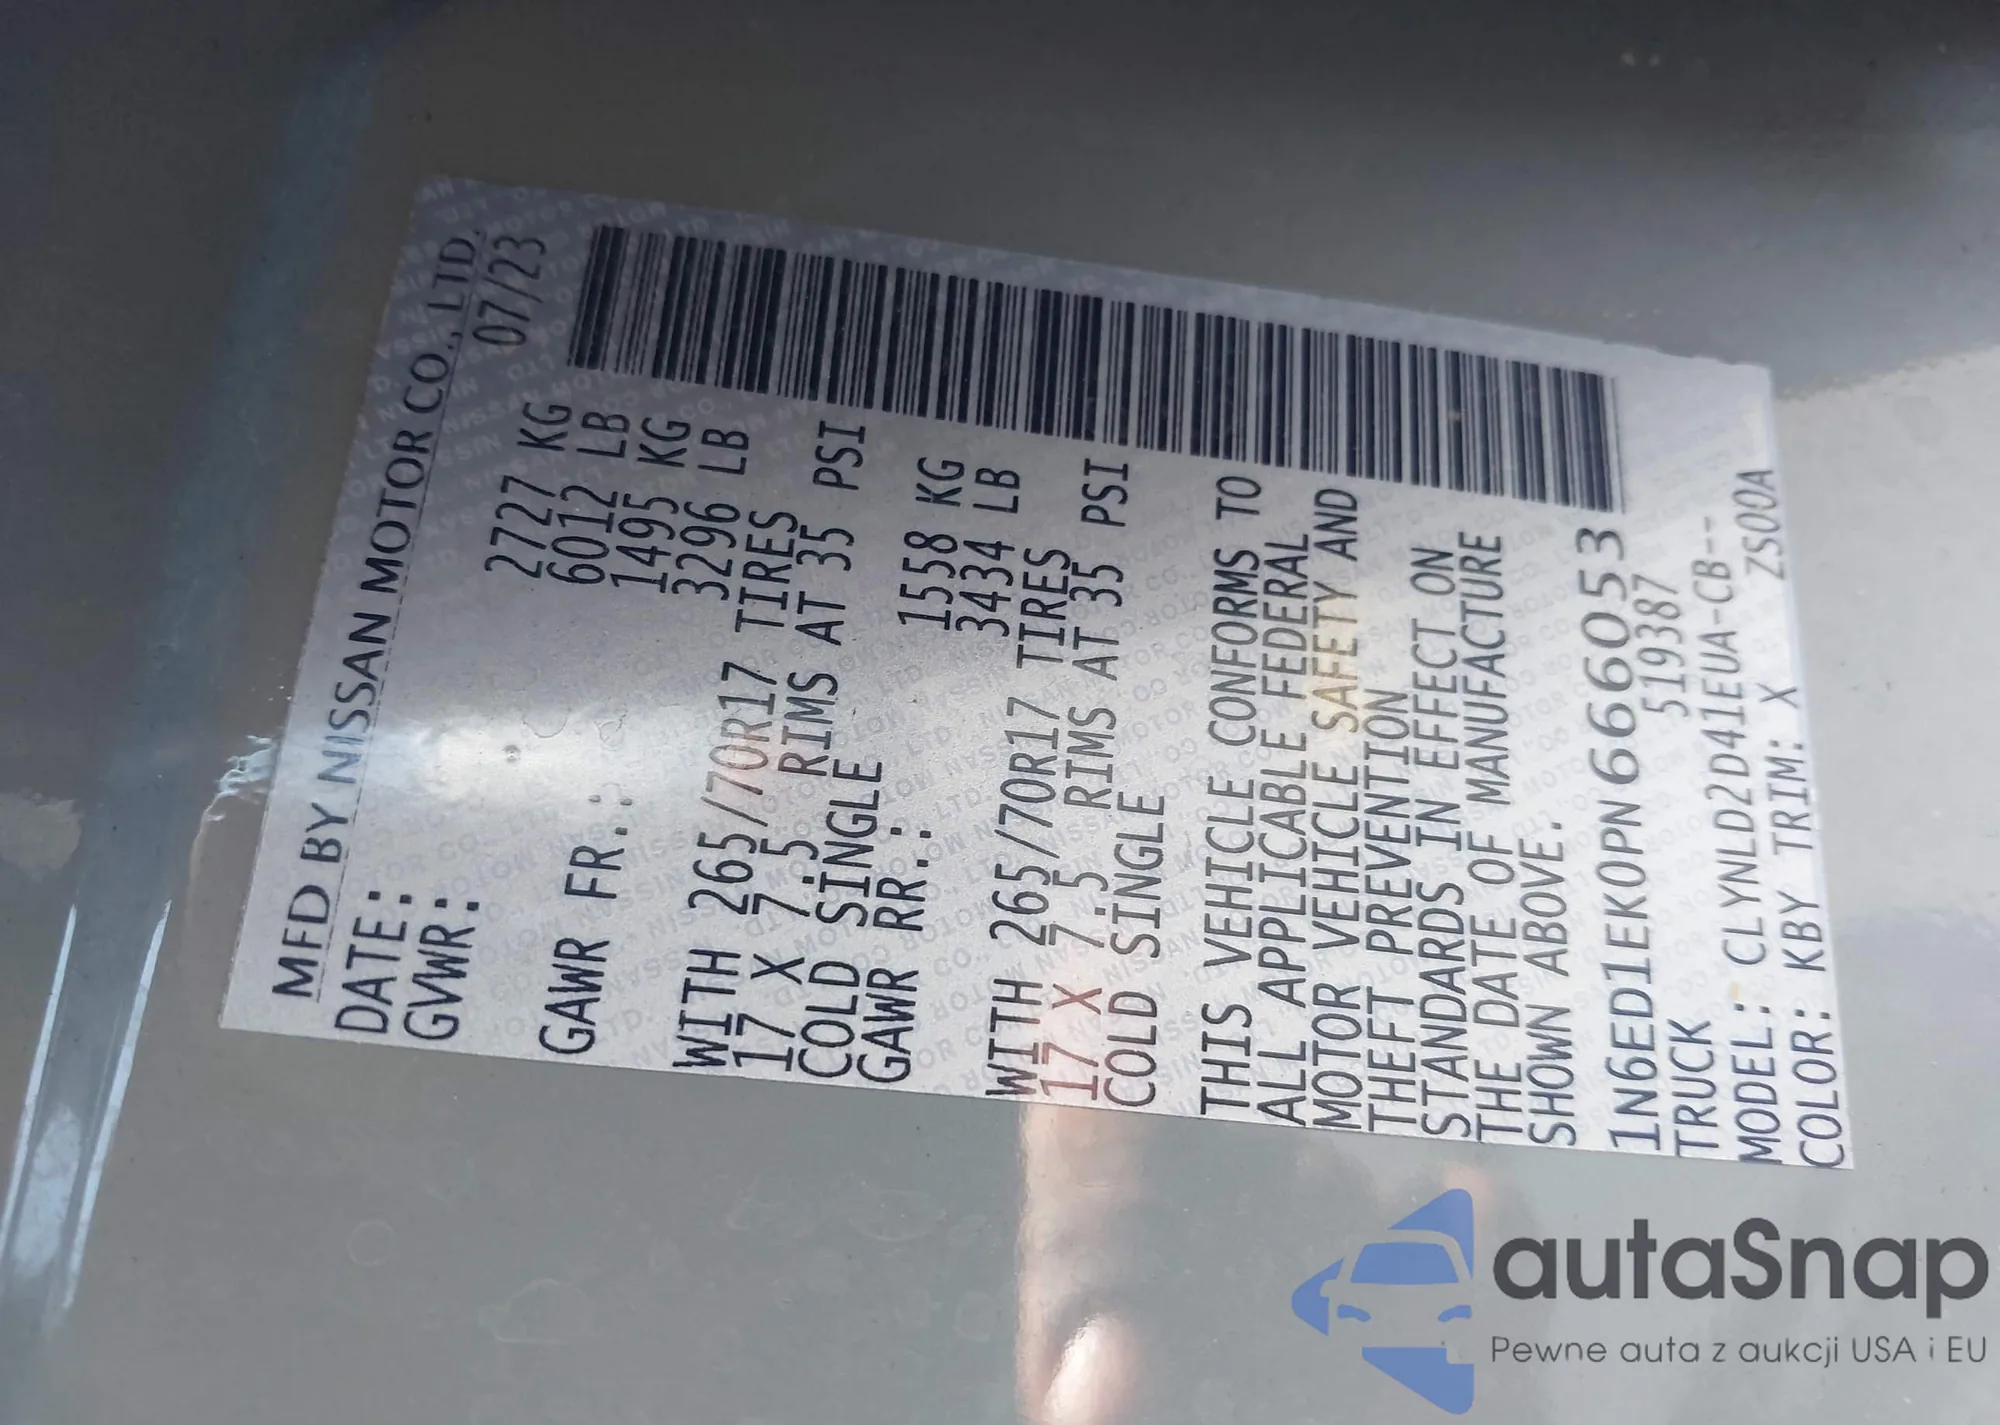 MFD BY NISSAN MOTOR CO., LTD.
DATE: 07/23
GVWR: 2727 KG
6012 LB
GAWR FR.: 1495 KG
3296 LB
WITH 265/70R17 TIRES
17 X 7.5 RIMS AT 35 PSI
COLD SINGLE
GAWR RR.: 1558 KG
3434 LB
WITH 265/70R17 TIRES
17 X 7.5 RIMS AT 35 PSI
COLD SINGLE
THIS VEHICLE CONFORMS TO
ALL APPLICABLE FEDERAL
MOTOR VEHICLE SAFETY AND
THEFT PREVENTION
STANDARDS IN EFFECT ON
THE DATE OF MANUFACTURE
SHOWN ABOVE.
1N6ED1EK0PN666053
TRUCK 519387
MODEL: CLYNLD2D41EUA-CB--
COLOR: KBY TRIM: X ZS00A
autaSnap
Pewne auta z aukcji USA i EU